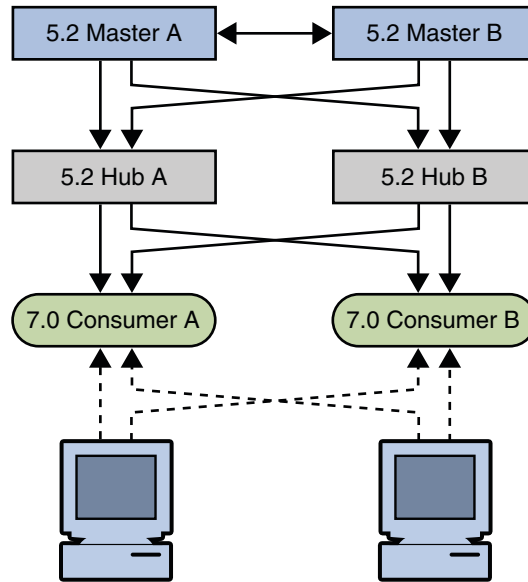 5.2 Master A
5.2 Master B
5.2 Hub A
5.2 Hub B
7.0 Consumer A
7.0 Consumer B